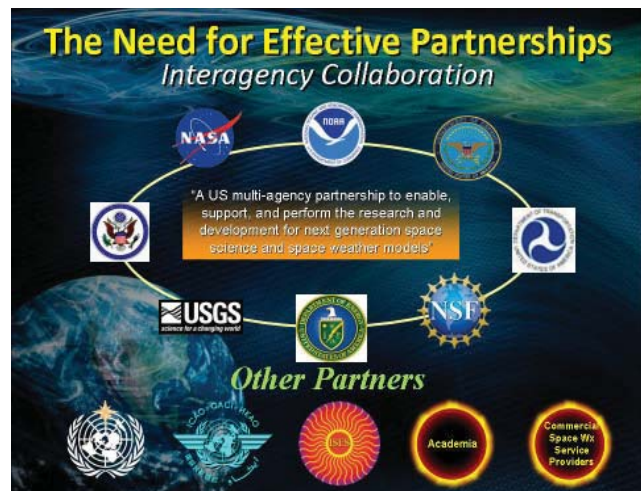 The Need for Effective Partnerships
Interagency Collaboration
NASA
NOAA
"A US multi-agency partnership to enable,
support, and perform the research and
development for next generation space
science and space weather models"
USGS
science for a changing world
NSF
Other Partners
ISES
Academia
Commercial
Space Wx
Service
Providers